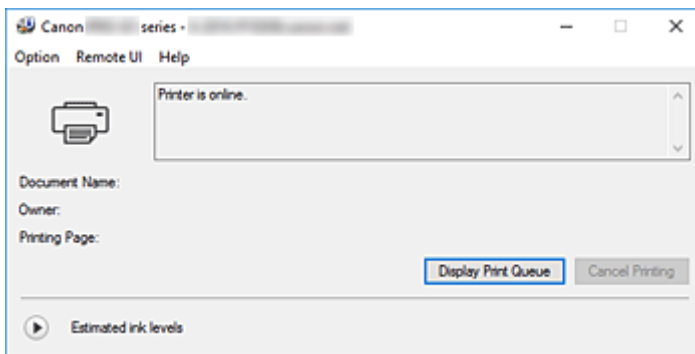 Canon series -
Option Remote UI Help
Printer is online.
Document Name:
Owner:
Printing Page:
Display Print Queue Cancel Printing
Estimated ink levels